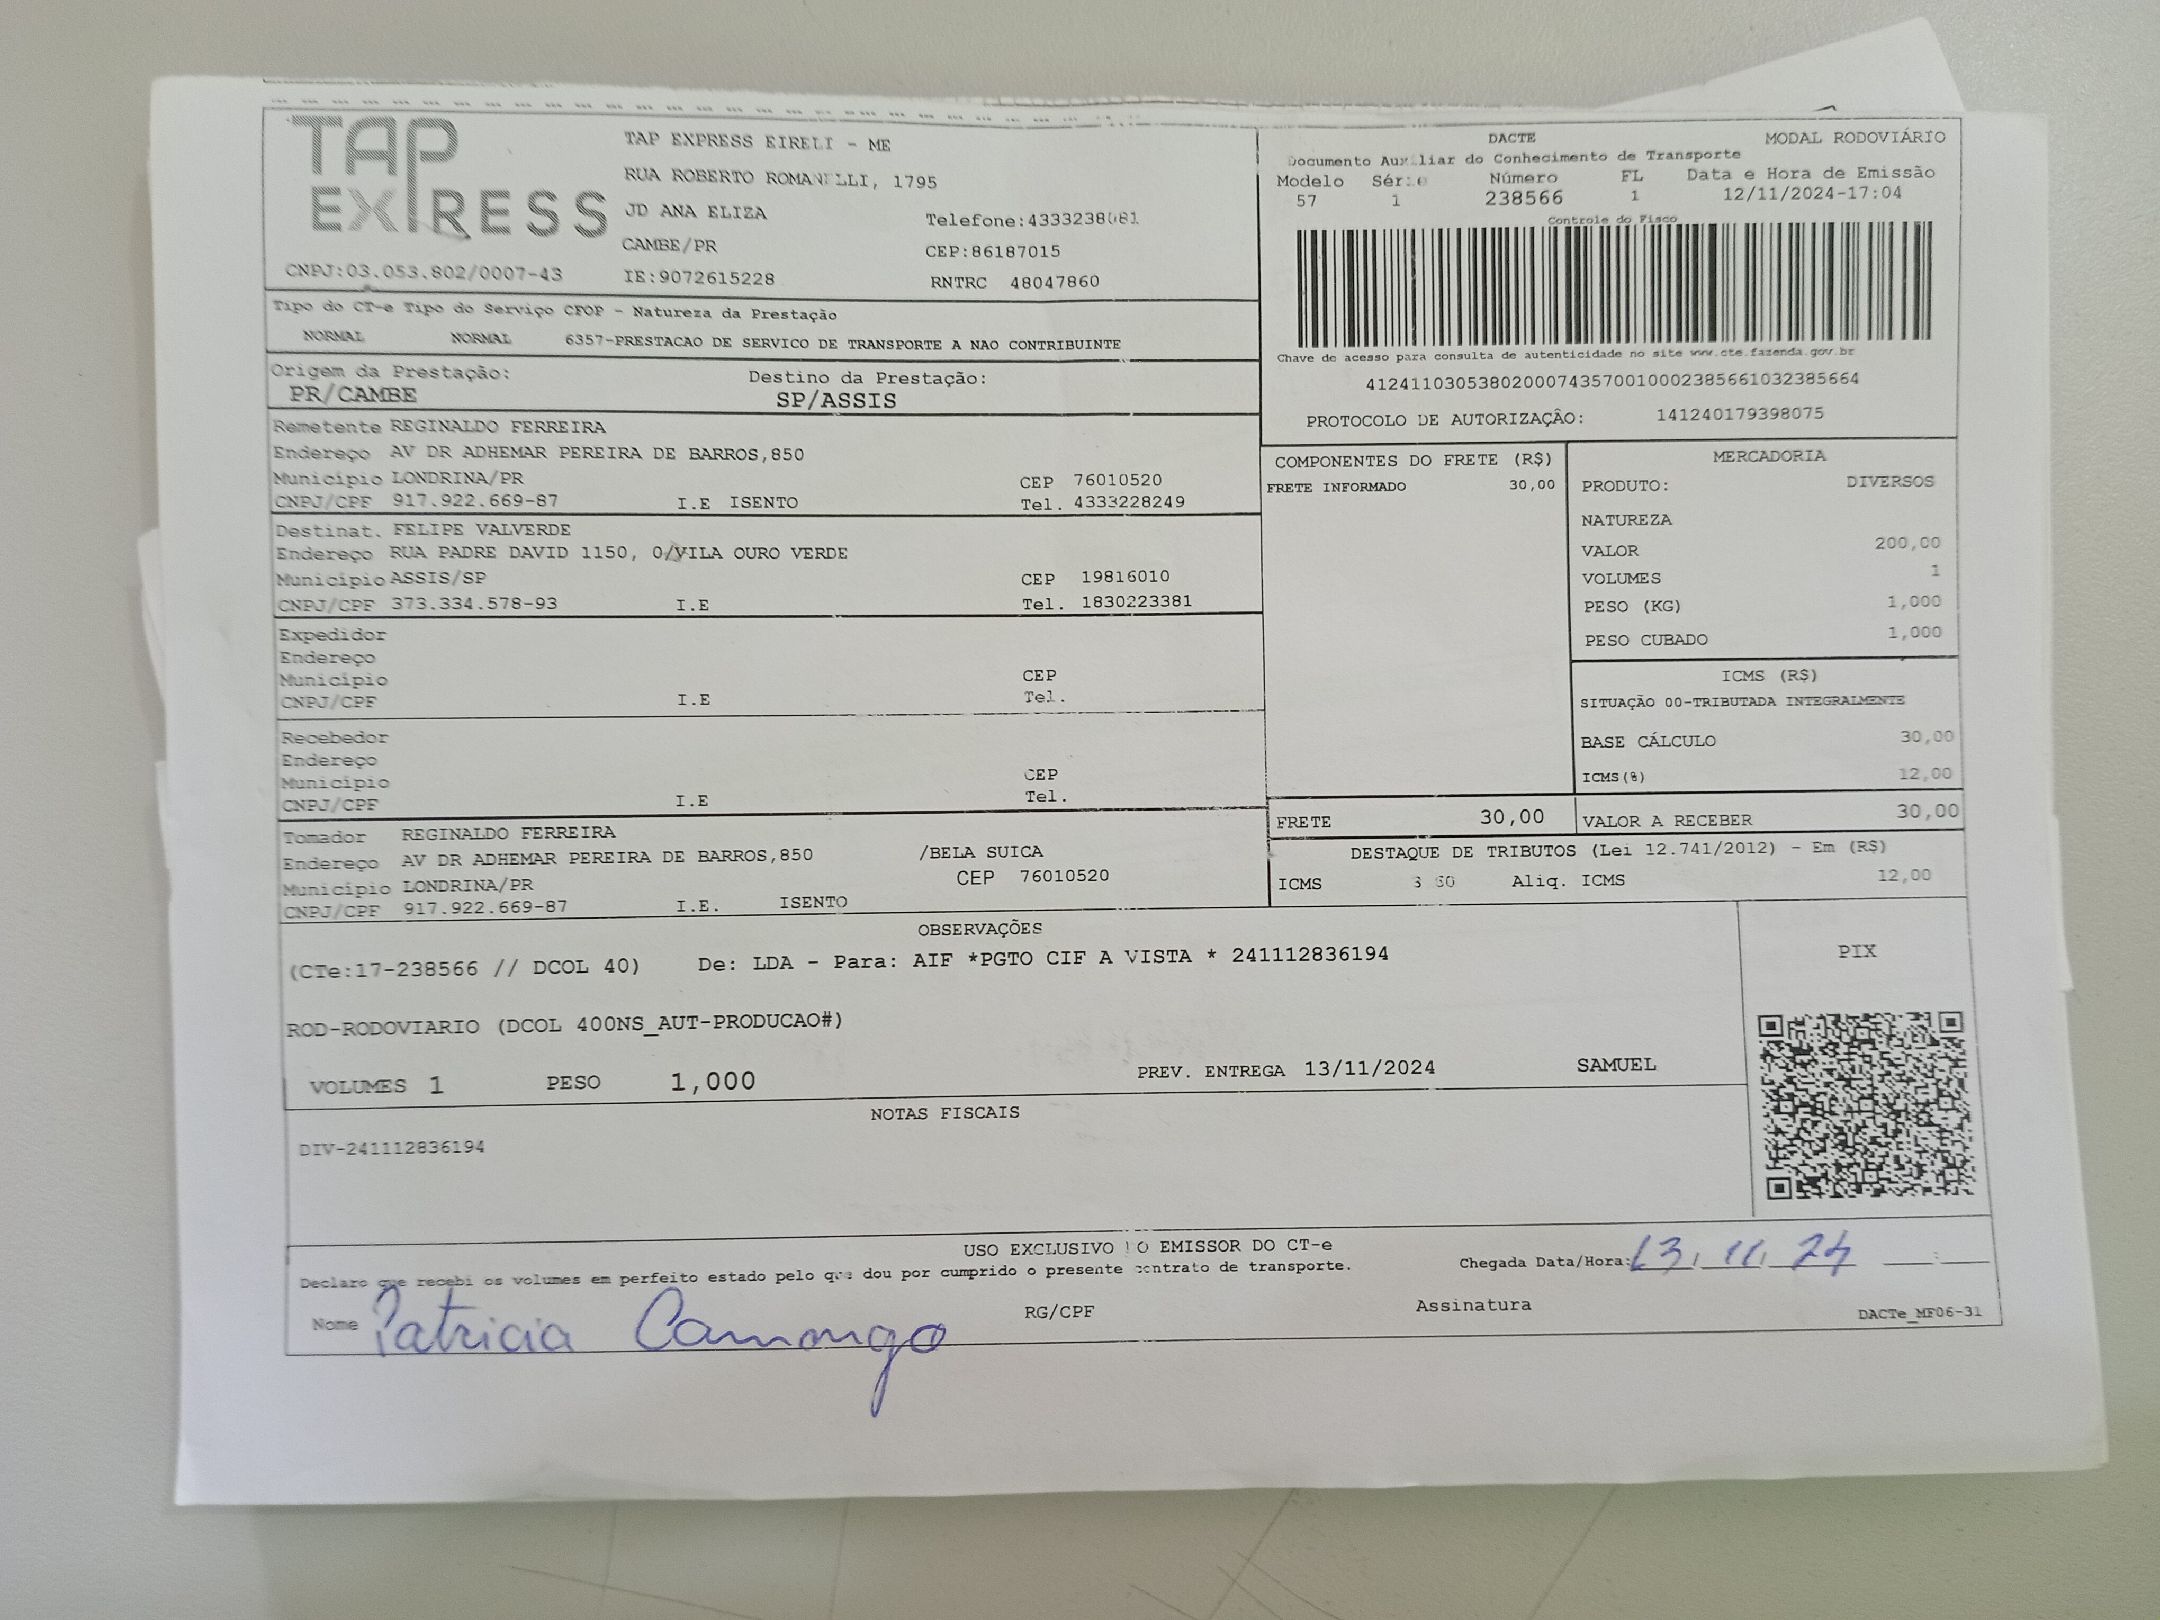 TAP
EXPRESS
TAP EXPRESS EIRELI - ME
RUA ROBERTO ROMANELLI, 1795
JD ANA ELIZA
Telefone:4333238081
CAMBE/PR
CEP:86187015
CNPJ:03.053.802/0007-43
IE:9072615228
RNTRC 48047860
DACTE
MODAL RODOVIÁRIO
Documento Auxiliar do Conhecimento de Transporte
Modelo Série Número FL Data e Hora de Emissão
57 1 238566 1 12/11/2024-17:04
Controle do Fisco
Chave de acesso para consulta de autenticidade no site www.cte.fazenda.gov.br
41241103053802000743570010002385661032385664
PROTOCOLO DE AUTORIZAÇÃO: 141240179398075
Tipo do CT-e Tipo do Serviço CFOP - Natureza da Prestação
NORMAL NORMAL 6357-PRESTACAO DE SERVICO DE TRANSPORTE A NAO CONTRIBUINTE
Origem da Prestação: Destino da Prestação:
PR/CAMBE SP/ASSIS
Remetente REGINALDO FERREIRA
Endereço AV DR ADHEMAR PEREIRA DE BARROS,850
Município LONDRINA/PR CEP 76010520
CNPJ/CPF 917.922.669-87 I.E ISENTO Tel. 4333228249
Destinat. FELIPE VALVERDE
Endereço RUA PADRE DAVID 1150, 0/VILA OURO VERDE
Município ASSIS/SP CEP 19816010
CNPJ/CPF 373.334.578-93 I.E Tel. 1830223381
Expedidor
Endereço
Município CEP
CNPJ/CPF I.E Tel.
Recebedor
Endereço
Município CEP
CNPJ/CPF I.E Tel.
Tomador REGINALDO FERREIRA
Endereço AV DR ADHEMAR PEREIRA DE BARROS,850 /BELA SUICA
Município LONDRINA/PR CEP 76010520
CNPJ/CPF 917.922.669-87 I.E. ISENTO
COMPONENTES DO FRETE (R$)
FRETE INFORMADO 30,00
MERCADORIA
PRODUTO: DIVERSOS
NATUREZA
VALOR 200,00
VOLUMES 1
PESO (KG) 1,000
PESO CUBADO 1,000
ICMS (R$)
SITUAÇÃO 00-TRIBUTADA INTEGRALMENTE
BASE CÁLCULO 30,00
ICMS(%) 12,00
FRETE 30,00 VALOR A RECEBER 30,00
DESTAQUE DE TRIBUTOS (Lei 12.741/2012) - Em (R$)
ICMS 3 60 Aliq. ICMS 12,00
OBSERVAÇÕES
(CTe:17-238566 // DCOL 40) De: LDA - Para: AIF *PGTO CIF A VISTA * 241112836194
ROD-RODOVIARIO (DCOL 400NS_AUT-PRODUCAO#)
VOLUMES 1 PESO 1,000 PREV. ENTREGA 13/11/2024 SAMUEL
PIX
NOTAS FISCAIS
DIV-241112836194
USO EXCLUSIVO DO EMISSOR DO CT-e
Declaro que recebi os volumes em perfeito estado pelo que dou por cumprido o presente contrato de transporte.
Chegada Data/Hora: 13.11.24 :
Nome Patricia Camongo RG/CPF Assinatura
DACTe_MF06-31